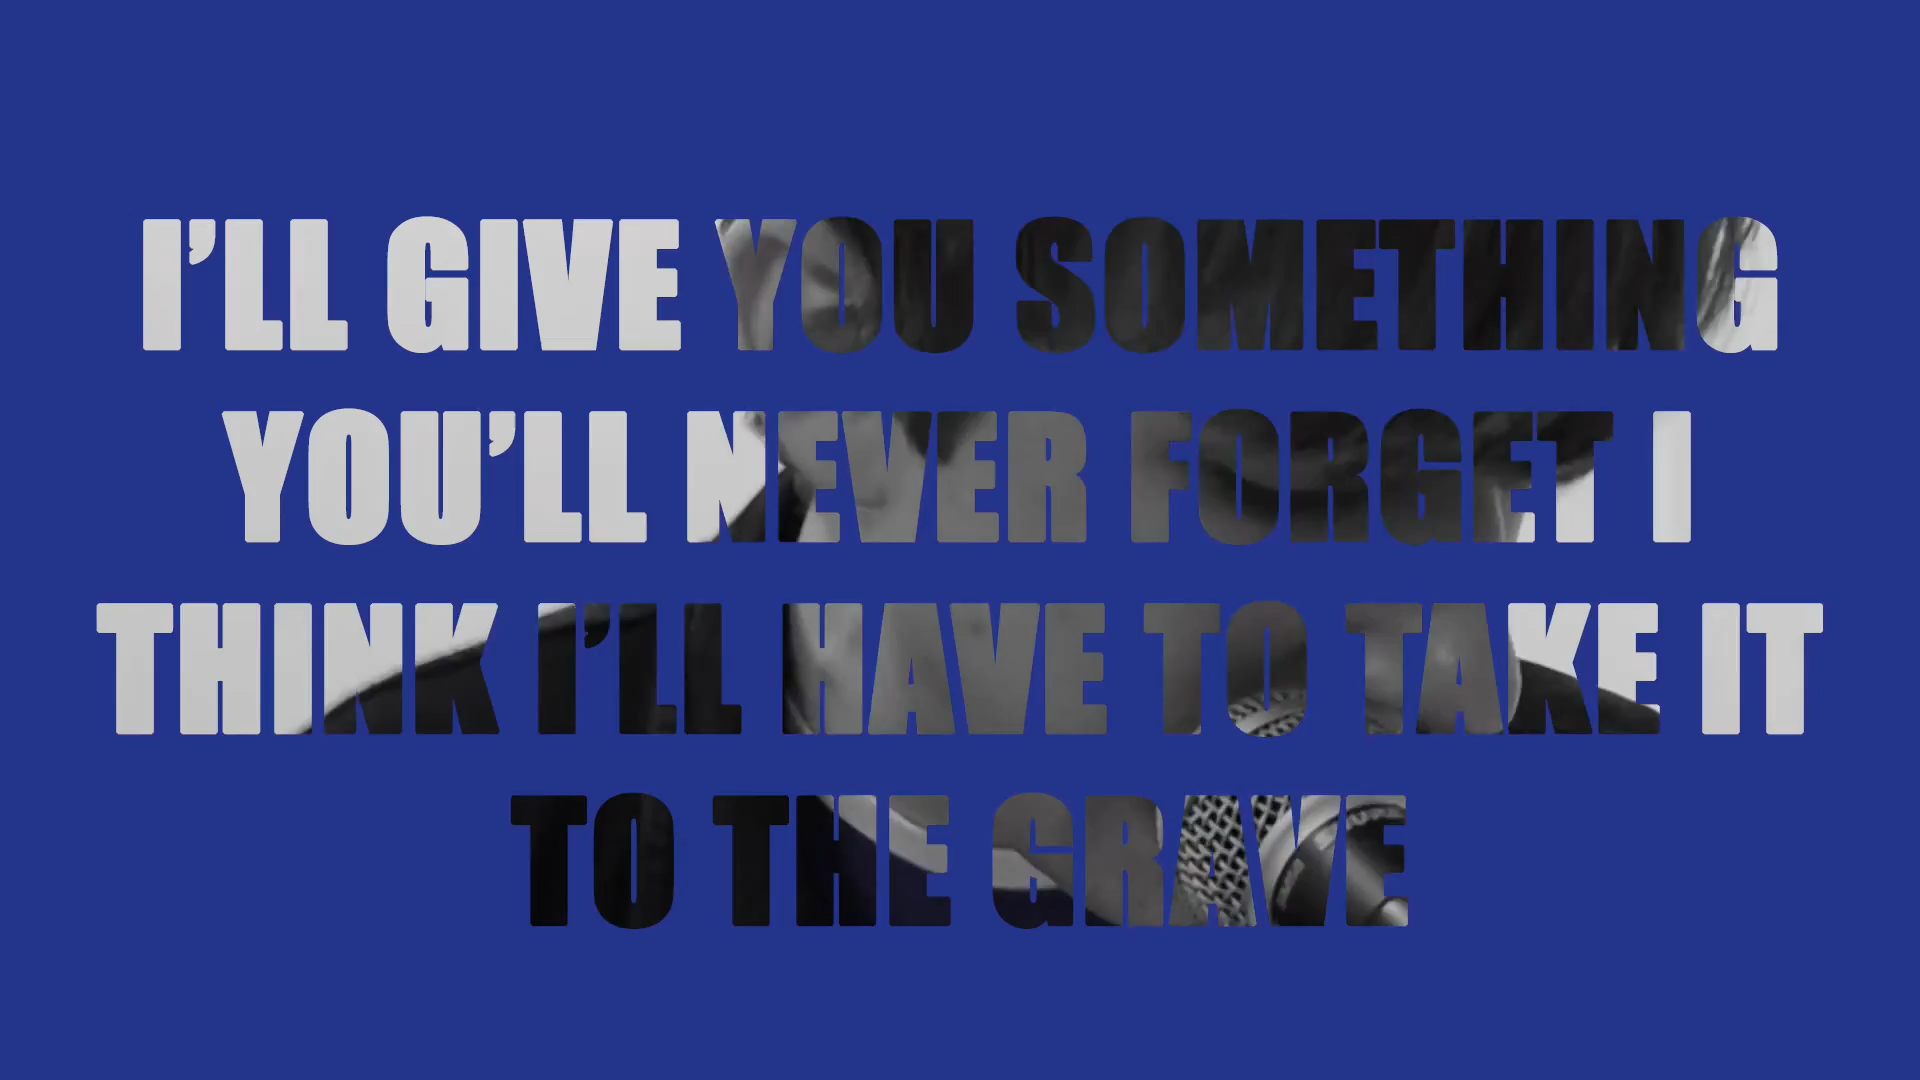 I'LL GIVE YOU SOMETHING
YOU'LL NEVER FORGET I
THINK I'LL HAVE TO TAKE IT
TO THE GRAVE